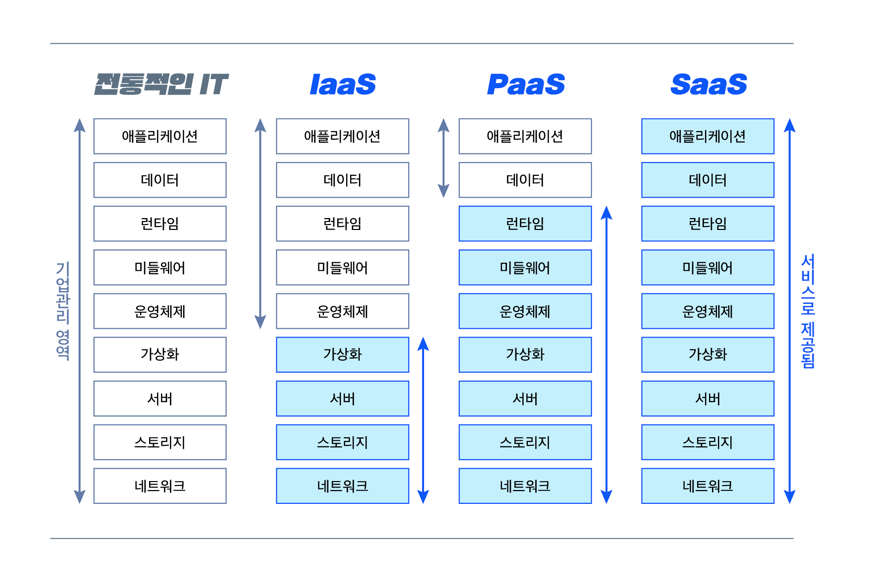 전통적인 IT
IaaS
PaaS
SaaS
기업관리 영역
애플리케이션
데이터
런타임
미들웨어
운영체제
가상화
서버
스토리지
네트워크
애플리케이션
데이터
런타임
미들웨어
운영체제
가상화
서버
스토리지
네트워크
애플리케이션
데이터
런타임
미들웨어
운영체제
가상화
서버
스토리지
네트워크
애플리케이션
데이터
런타임
미들웨어
운영체제
가상화
서버
스토리지
네트워크
서비스로 제공됨